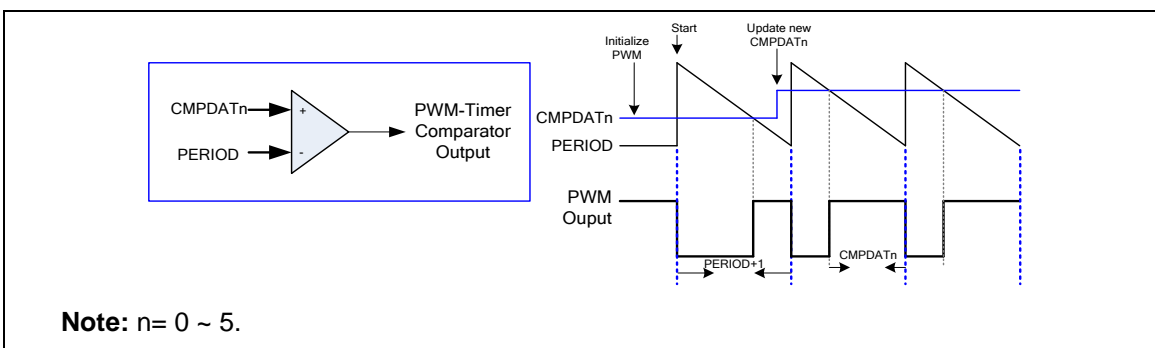 CMPDATn
+
PERIOD
-
PWM-Timer
Comparator
Output
Initialize
PWM
Start
Update new
CMPDATn
CMPDATn
PERIOD
PWM
Ouput
PERIOD+1
CMPDATn
Note: n= 0 ~ 5.